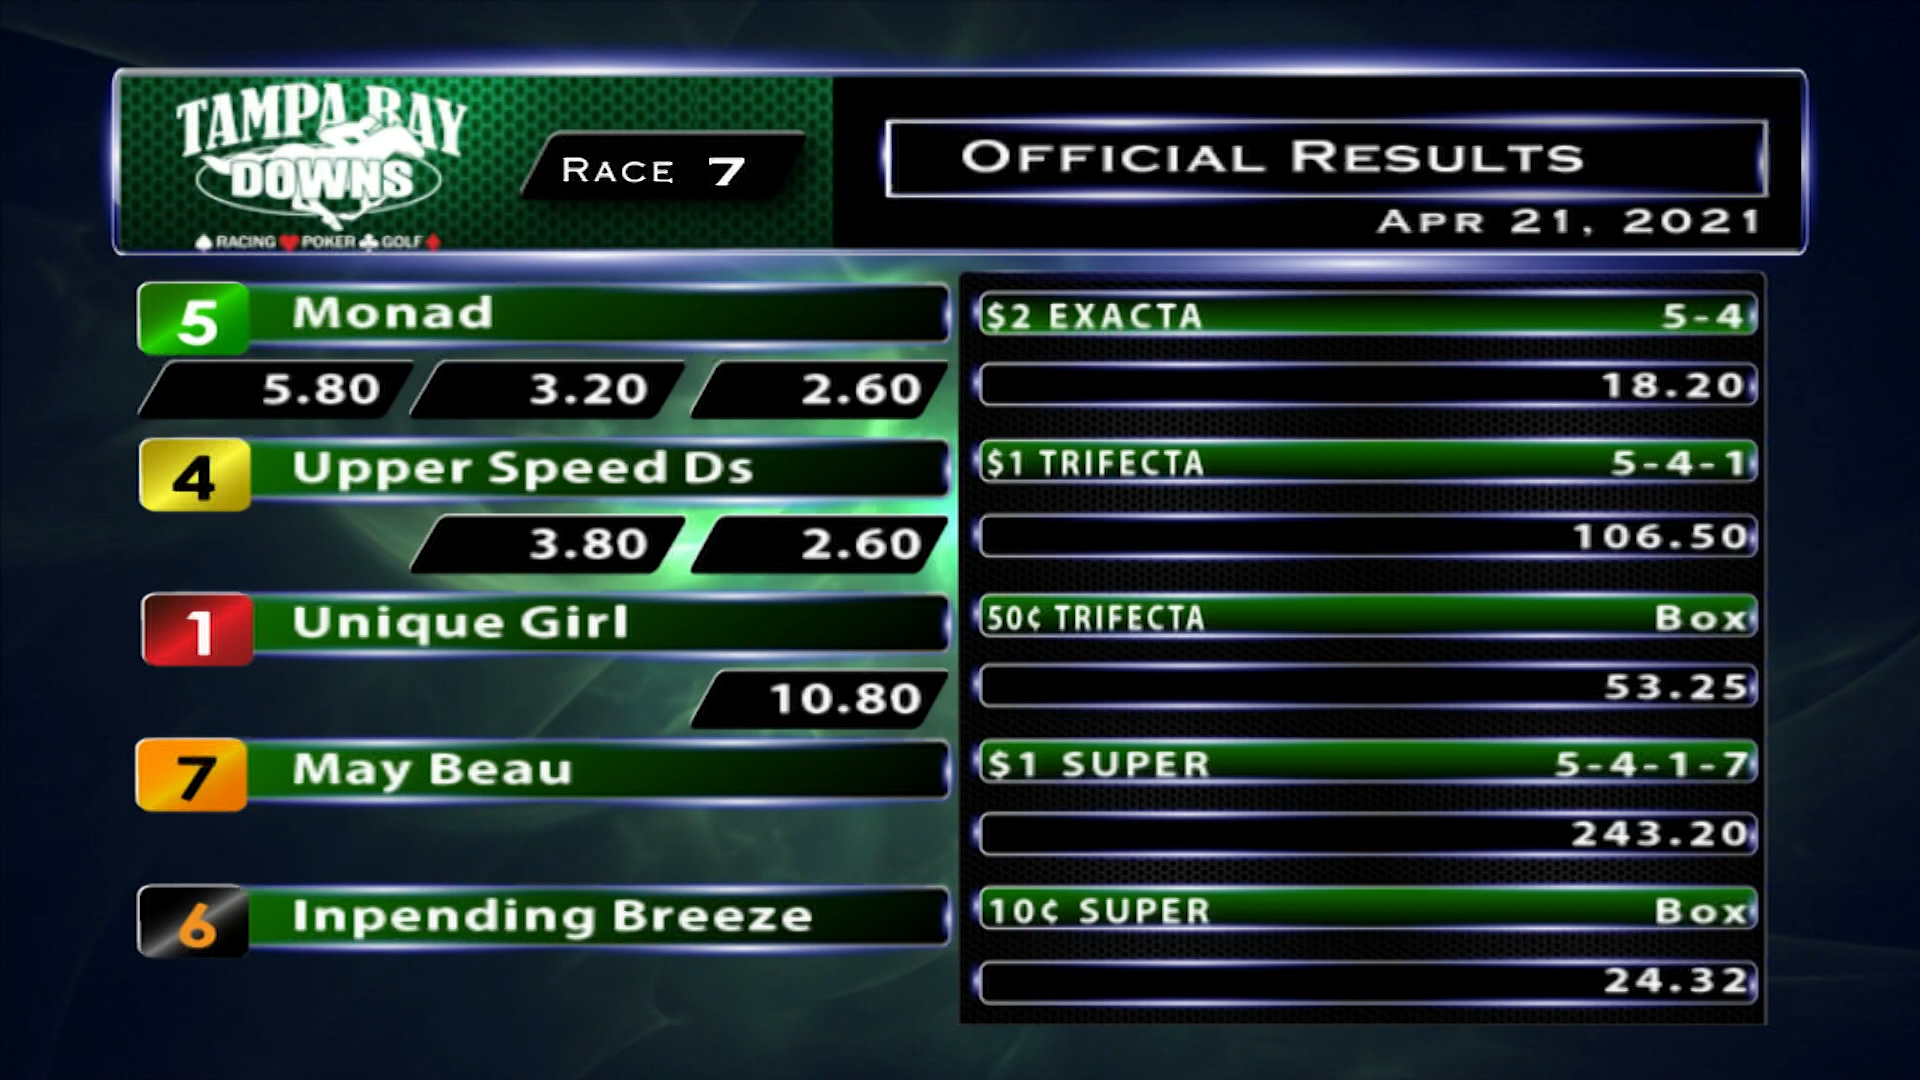 TAMPA BAY
DOWNS
RACING POKER GOLF
RACE 7
OFFICIAL RESULTS
APR 21, 2021
5 Monad
5.80 3.20 2.60
4 Upper Speed Ds
3.80 2.60
1 Unique Girl
10.80
7 May Beau
6 Inpending Breeze
$2 EXACTA 5-4
18.20
$1 TRIFECTA 5-4-1
106.50
50¢ TRIFECTA Box
53.25
$1 SUPER 5-4-1-7
243.20
10¢ SUPER Box
24.32